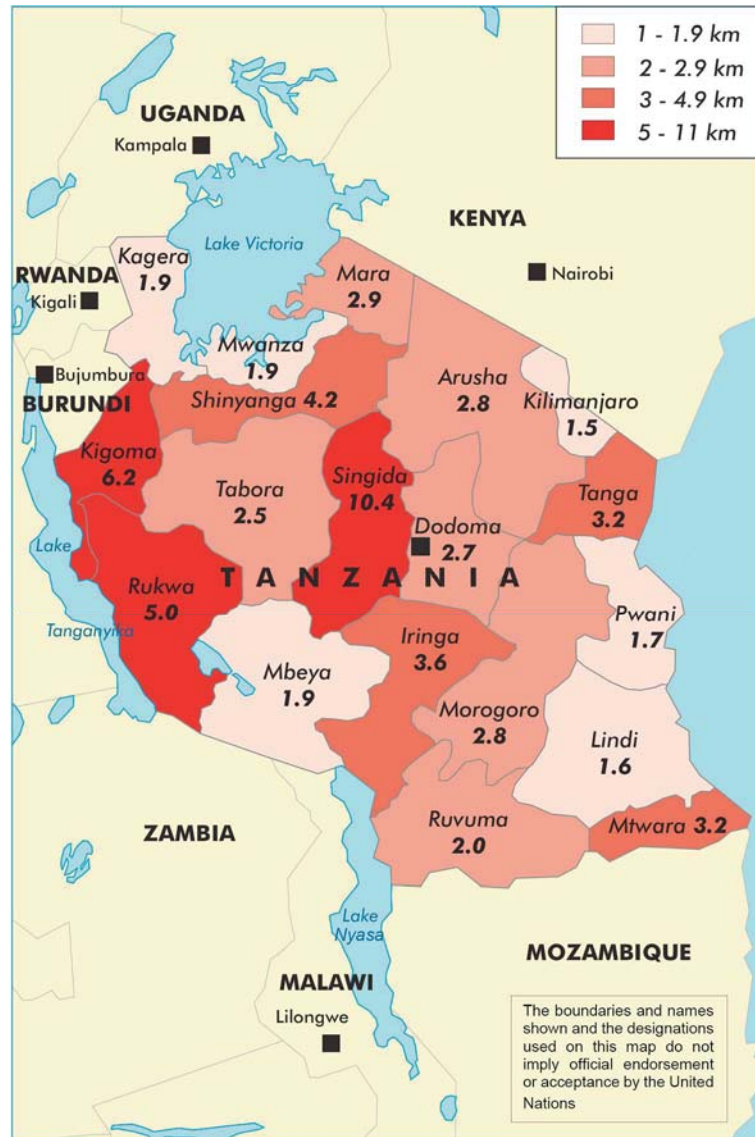 1 - 1.9 km
2 - 2.9 km
3 - 4.9 km
5 - 11 km
UGANDA
Kampala
KENYA
Lake Victoria
Kagera
1.9
Mara
2.9
RWANDA
Kigali
Nairobi
Mwanza
1.9
Bujumbura
BURUNDI
Shinyanga 4.2
Arusha
2.8
Kilimanjaro
1.5
Kigoma
6.2
Tabora
2.5
Singida
10.4
Tanga
3.2
Dodoma
2.7
Lake
Tanganyika
Rukwa
5.0
TANZANIA
Pwani
1.7
Iringa
3.6
Mbeya
1.9
Morogoro
2.8
Lindi
1.6
ZAMBIA
Ruvuma
2.0
Mtwara 3.2
Lake
Nyasa
MOZAMBIQUE
MALAWI
Lilongwe
The boundaries and names
shown and the designations
used on this map do not
imply official endorsement
or acceptance by the United
Nations